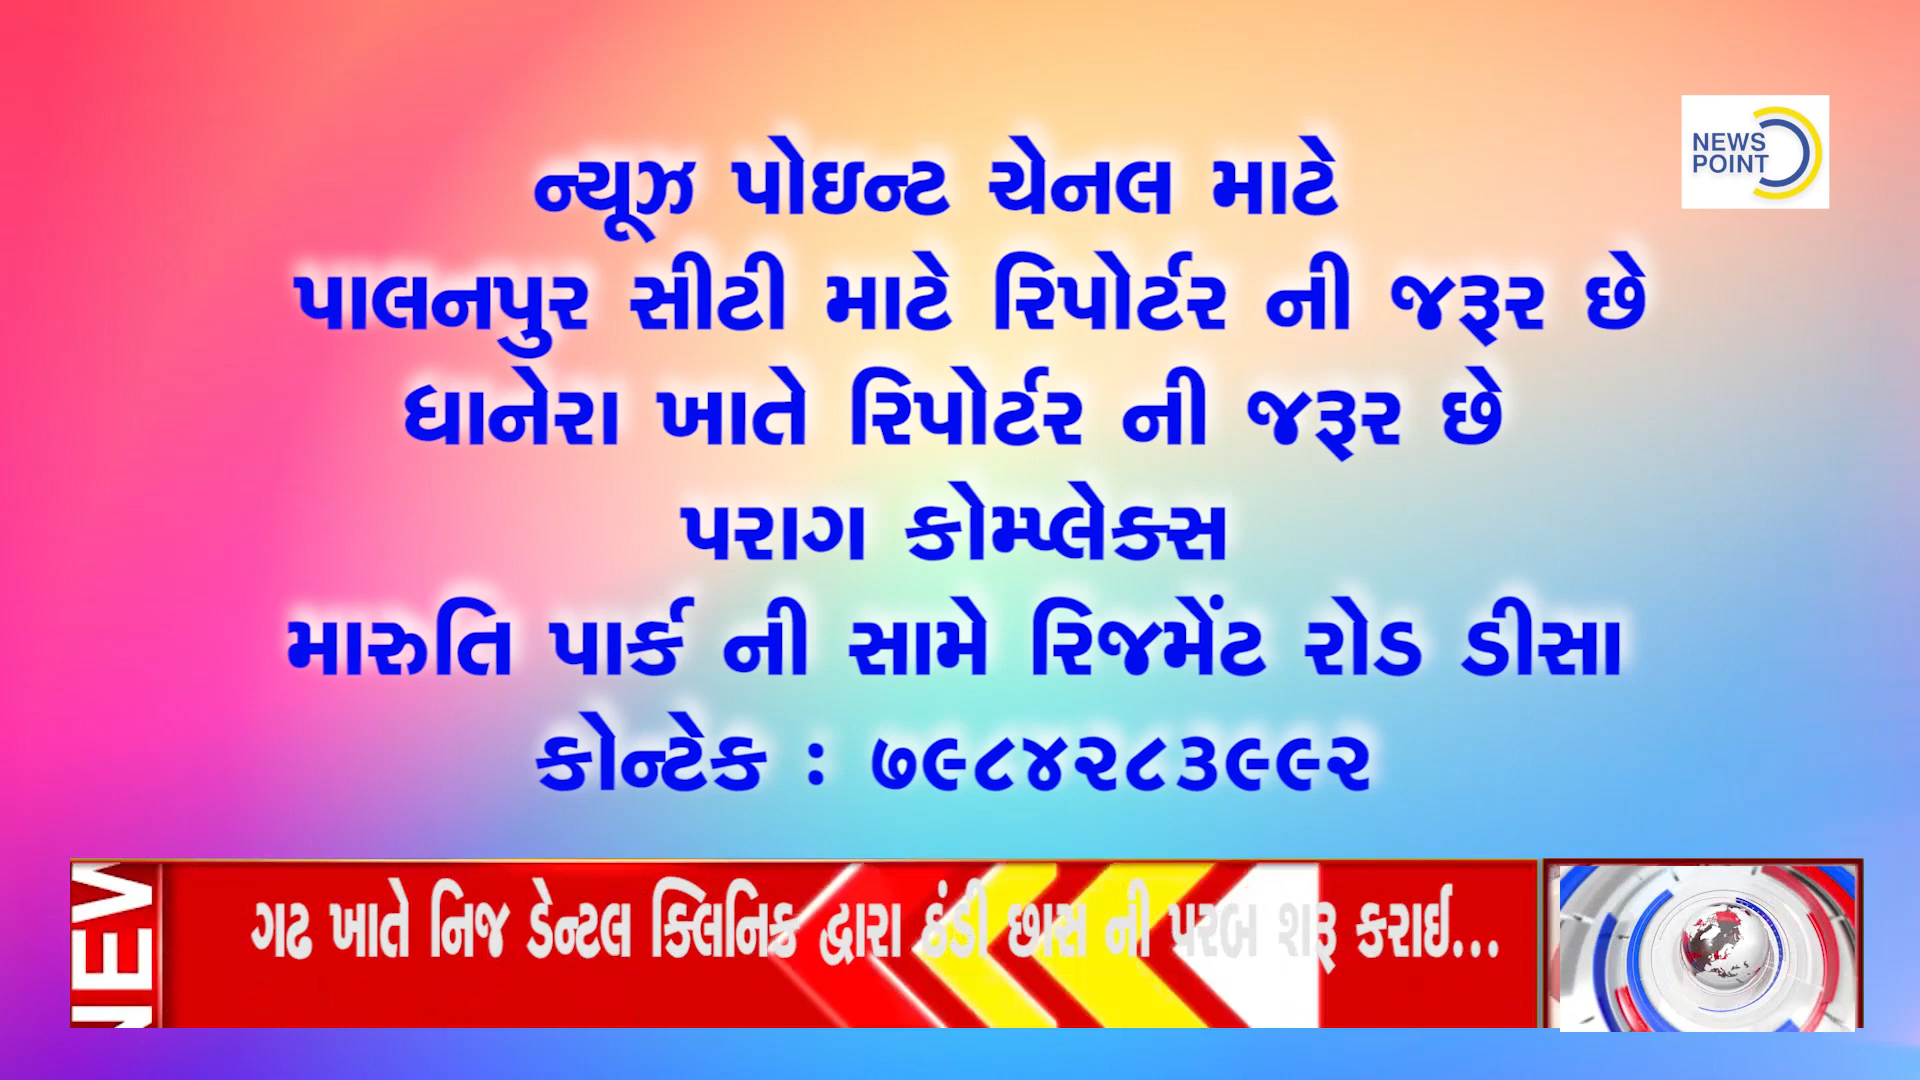 ન્યૂઝ પોઇન્ટ ચેનલ માટે
NEWS
POINT
પાલનપુર સીટી માટે રિપોર્ટર ની જરૂર છે
ધાનેરા ખાતે રિપોર્ટર ની જરૂર છે
પરાગ કોમ્પ્લેક્સ
મારુતિ પાર્ક ની સામે રિજમેંટ રોડ ડીસા
કોન્ટેક : ૭૯૮૪૨૮૩૯૯૨
NEW
ગઢ ખાતે નિજ ડેન્ટલ ક્લિનિક દ્વારા ઠંડી છાસ ની પરબ શરૂ કરાઈ...